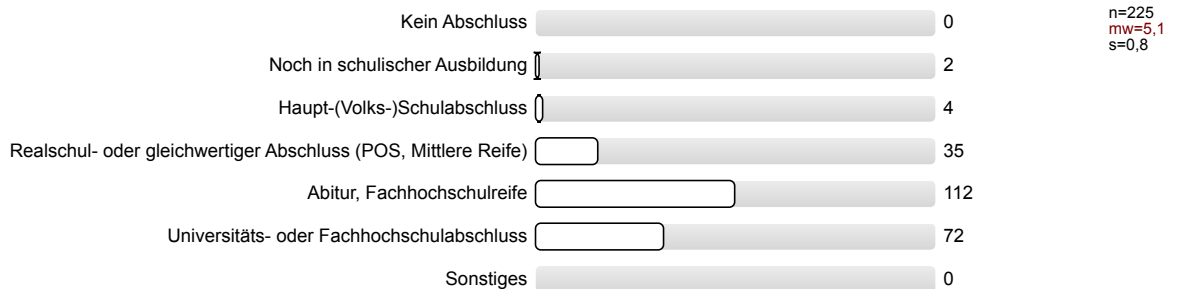 Kein Abschluss 0
n=225
mw=5,1
s=0,8
Noch in schulischer Ausbildung 2
Haupt-(Volks-)Schulabschluss 4
Realschul- oder gleichwertiger Abschluss (POS, Mittlere Reife) 35
Abitur, Fachhochschulreife 112
Universitäts- oder Fachhochschulabschluss 72
Sonstiges 0